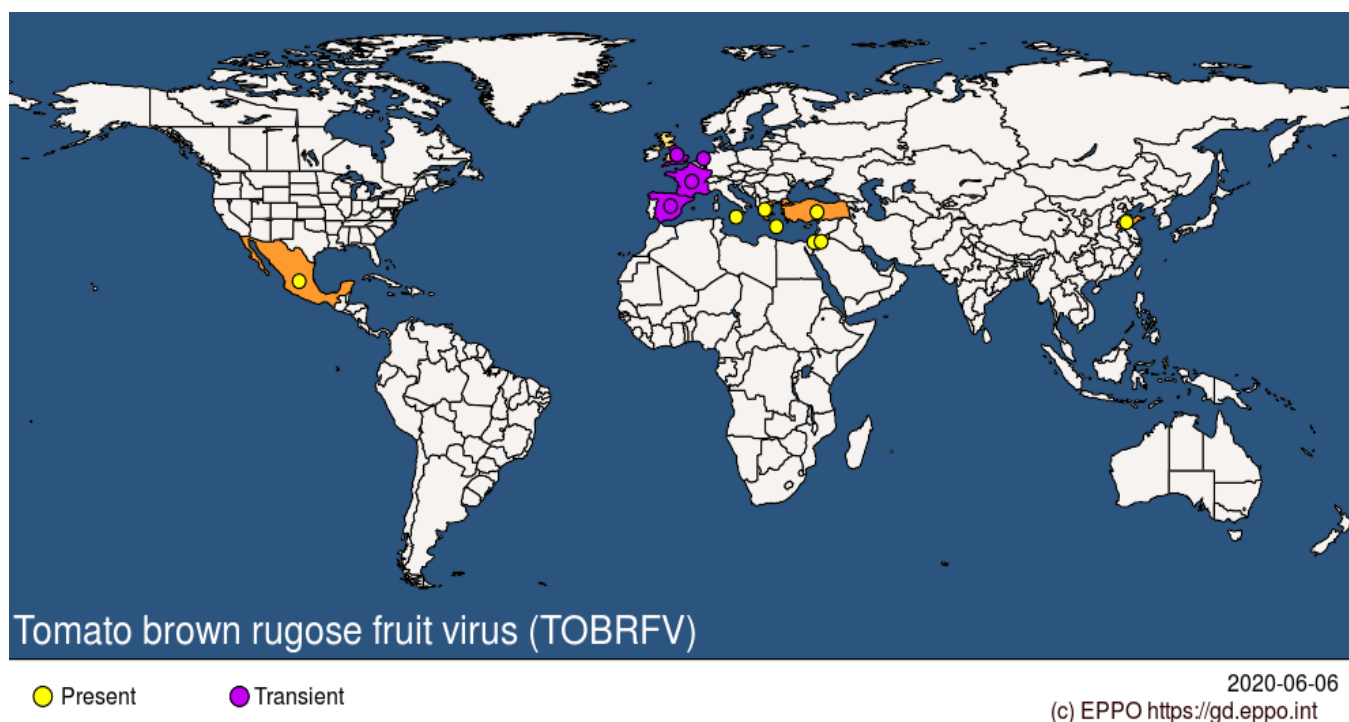 Tomato brown rugose fruit virus (TOBRFV)
Present
Transient
2020-06-06
(c) EPPO https://gd.eppo.int